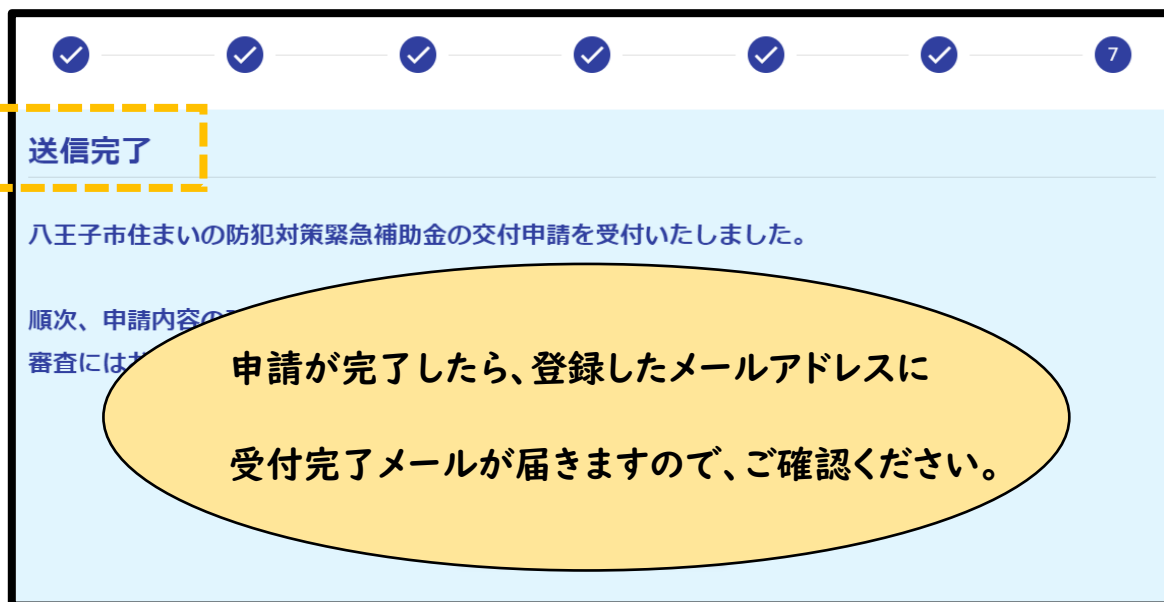 7
送信完了
八王子市住まいの防犯対策緊急補助金の交付申請を受付いたしました。
順次、申請内容の
審査には
申請が完了したら、登録したメールアドレスに
受付完了メールが届きますので、ご確認ください。